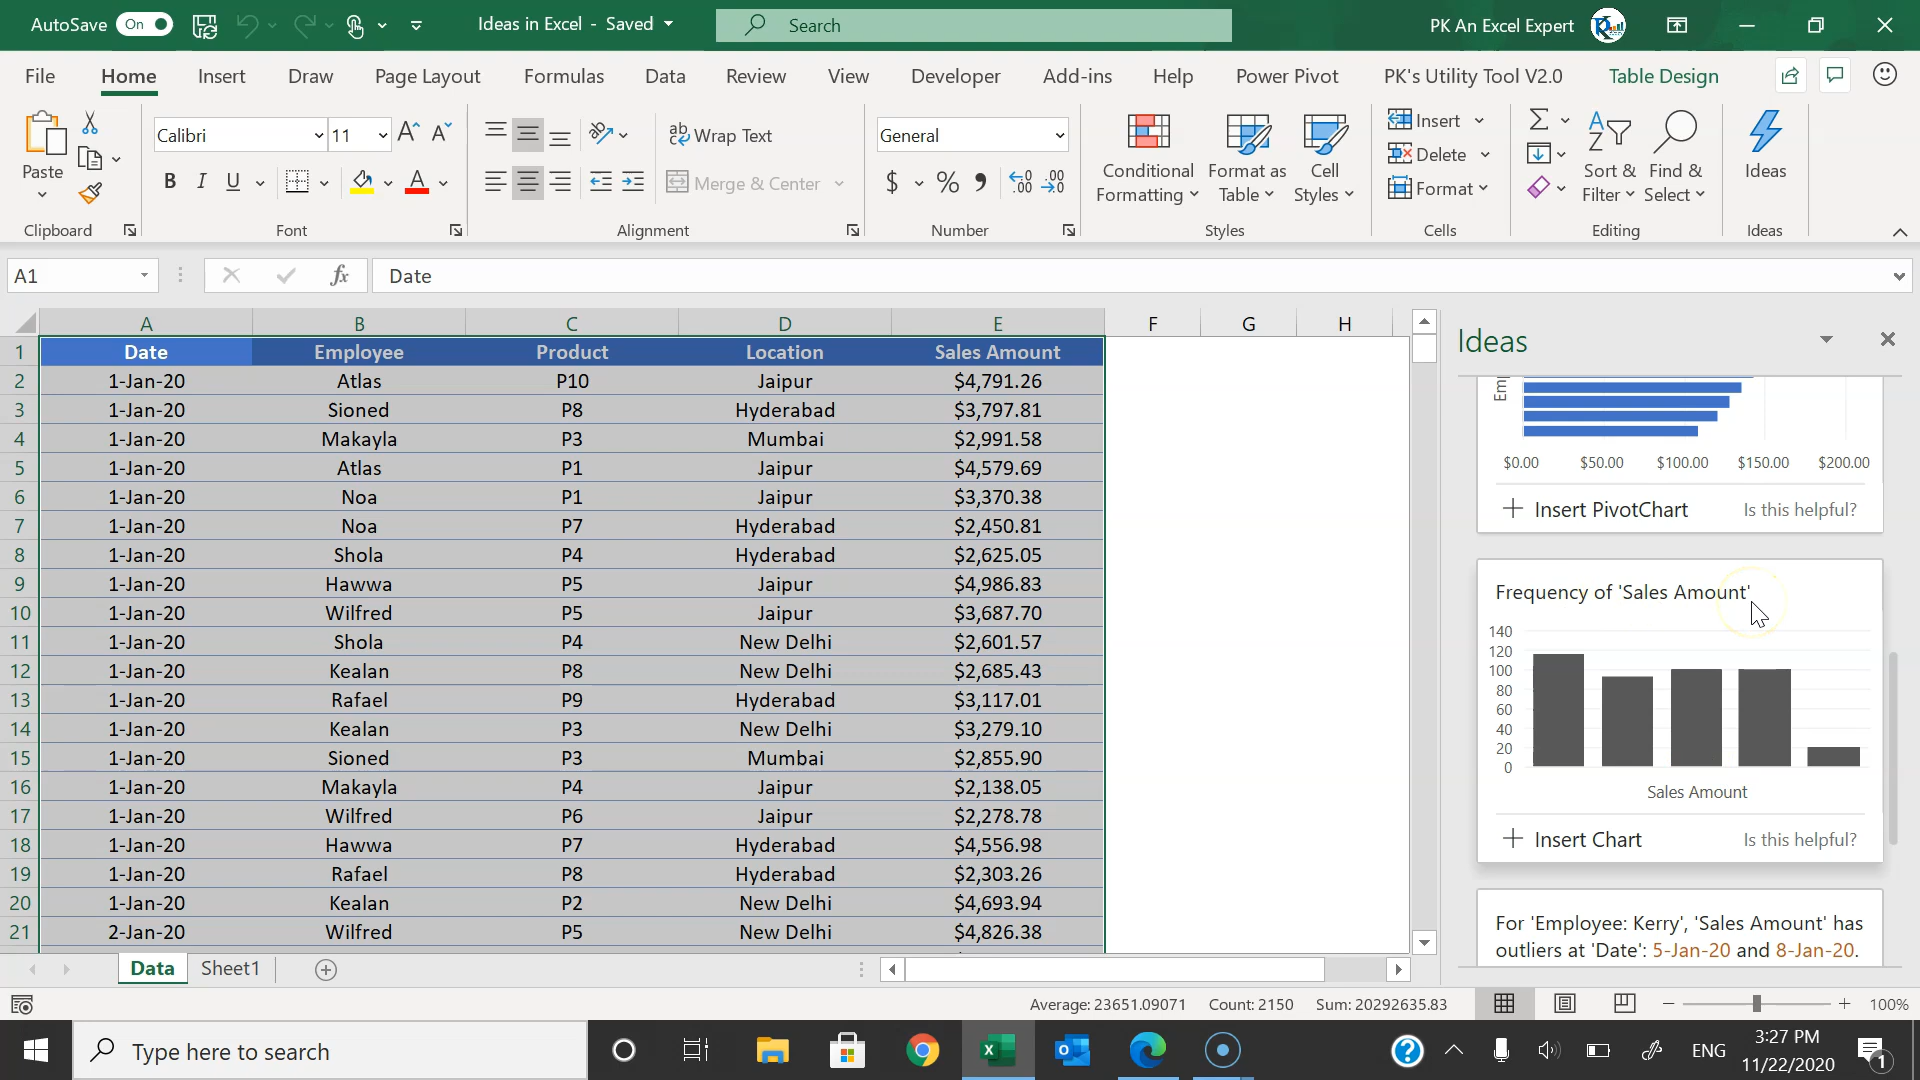 AutoSave On Ideas in Excel - Saved Search PK An Excel Expert
File Home Insert Draw Page Layout Formulas Data Review View Developer Add-ins Help Power Pivot PK's Utility Tool V2.0 Table Design
Paste
Clipboard
Calibri 11
B I U A
Font
ab Wrap Text
Merge & Center
Alignment
General
$ % 9
Number
Conditional Formatting
Format as Table
Cell Styles
Styles
Insert
Delete
Format
Cells
Sort & Filter
Find & Select
Editing
Ideas
Ideas
A1 fx Date
A B C D E F G H
1 Date Employee Product Location Sales Amount
2 1-Jan-20 Atlas P10 Jaipur $4,791.26
3 1-Jan-20 Sioned P8 Hyderabad $3,797.81
4 1-Jan-20 Makayla P3 Mumbai $2,991.58
5 1-Jan-20 Atlas P1 Jaipur $4,579.69
6 1-Jan-20 Noa P1 Jaipur $3,370.38
7 1-Jan-20 Noa P7 Hyderabad $2,450.81
8 1-Jan-20 Shola P4 Hyderabad $2,625.05
9 1-Jan-20 Hawwa P5 Jaipur $4,986.83
10 1-Jan-20 Wilfred P5 Jaipur $3,687.70
11 1-Jan-20 Shola P4 New Delhi $2,601.57
12 1-Jan-20 Kealan P8 New Delhi $2,685.43
13 1-Jan-20 Rafael P9 Hyderabad $3,117.01
14 1-Jan-20 Kealan P3 New Delhi $3,279.10
15 1-Jan-20 Sioned P3 Mumbai $2,855.90
16 1-Jan-20 Makayla P4 Jaipur $2,138.05
17 1-Jan-20 Wilfred P6 Jaipur $2,278.78
18 1-Jan-20 Hawwa P7 Hyderabad $4,556.98
19 1-Jan-20 Rafael P8 Hyderabad $2,303.26
20 1-Jan-20 Kealan P2 New Delhi $4,693.94
21 2-Jan-20 Wilfred P5 New Delhi $4,826.38
Ideas
Emp
$0.00 $50.00 $100.00 $150.00 $200.00
Insert PivotChart Is this helpful?
Frequency of 'Sales Amount'
140
120
100
80
60
40
20
0
Sales Amount
Insert Chart Is this helpful?
For 'Employee: Kerry', 'Sales Amount' has
outliers at 'Date': 5-Jan-20 and 8-Jan-20.
Data Sheet1
Average: 23651.09071 Count: 2150 Sum: 20292635.83 100%
Type here to search ENG 3:27 PM
11/22/2020 1